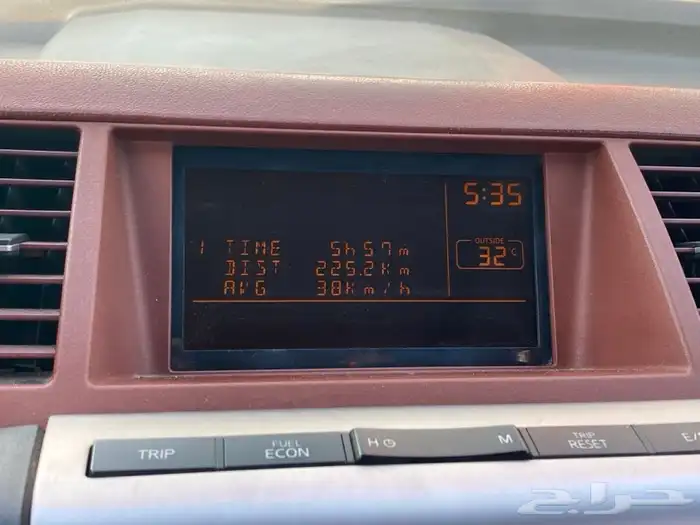 5:35
OUTSIDE
32°C
1 TIME 5h57m
DIST 225.2Km
AVG 38Km/h
TRIP
FUEL ECON
H M
TRIP RESET
E/
حراج